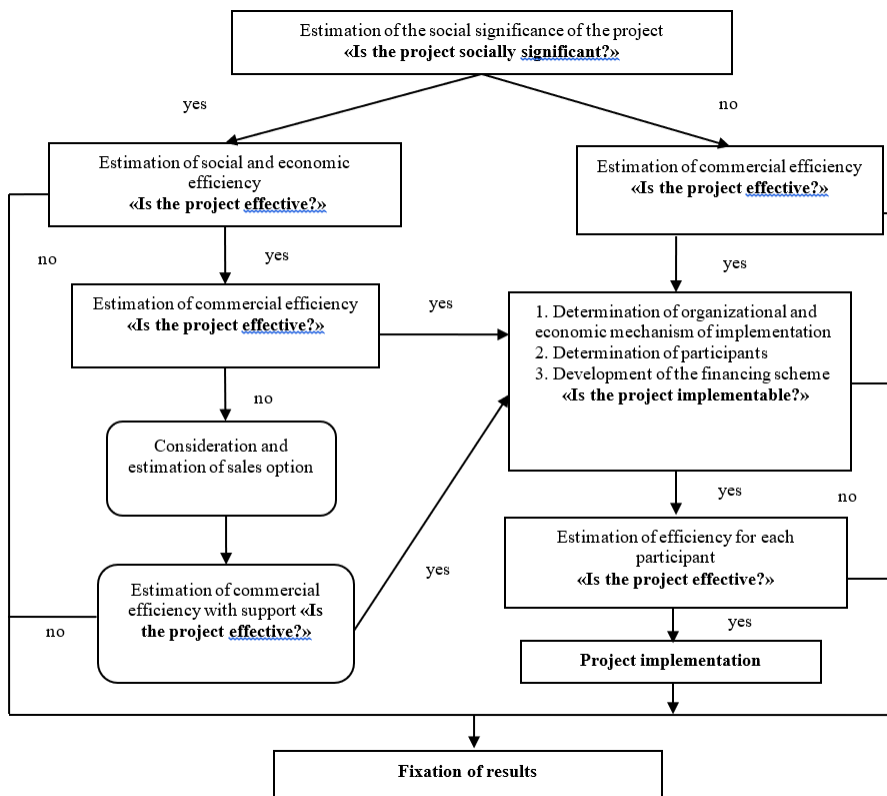 Estimation of the social significance of the project
«Is the project socially significant?»
yes
no
Estimation of social and economic
efficiency
«Is the project effective?»
Estimation of commercial efficiency
«Is the project effective?»
no
yes
yes
Estimation of commercial efficiency
«Is the project effective?»
yes
1. Determination of organizational and
economic mechanism of implementation
2. Determination of participants
3. Development of the financing scheme
«Is the project implementable?»
no
Consideration and
estimation of sales option
yes
no
Estimation of efficiency for each
participant
«Is the project effective?»
Estimation of commercial
efficiency with support «Is
the project effective?»
yes
no
yes
Project implementation
Fixation of results